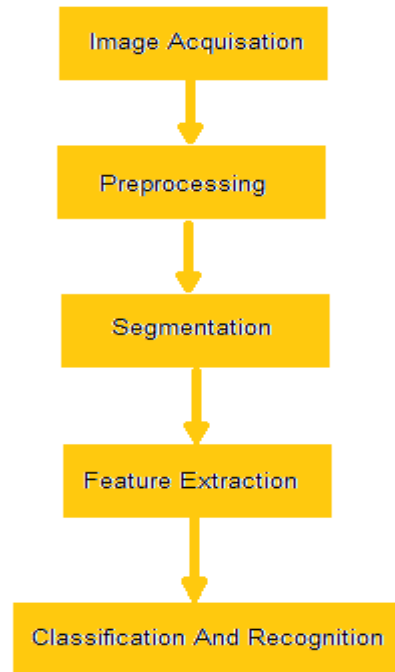 Image Acquisation
Preprocessing
Segmentation
Feature Extraction
Classification And Recognition